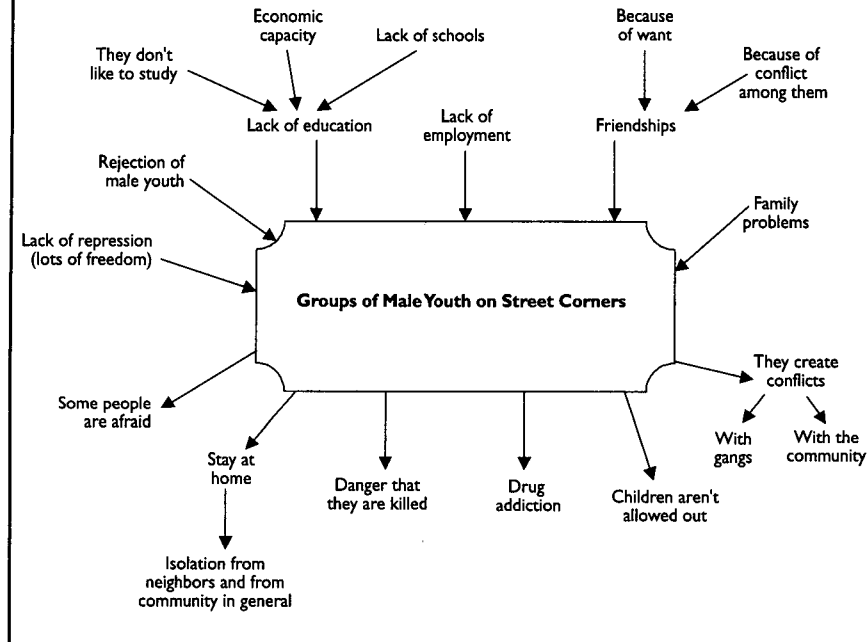 Economic
capacity
Lack of schools
They don't
like to study
Lack of education
Lack of
employment
Because
of want
Because of
conflict
among them
Friendships
Rejection of
male youth
Lack of repression
(lots of freedom)
Family
problems
Groups of Male Youth on Street Corners
Some people
are afraid
Stay at
home
Isolation from
neighbors and from
community in general
Danger that
they are killed
Drug
addiction
Children aren't
allowed out
They create
conflicts
With
gangs
With the
community